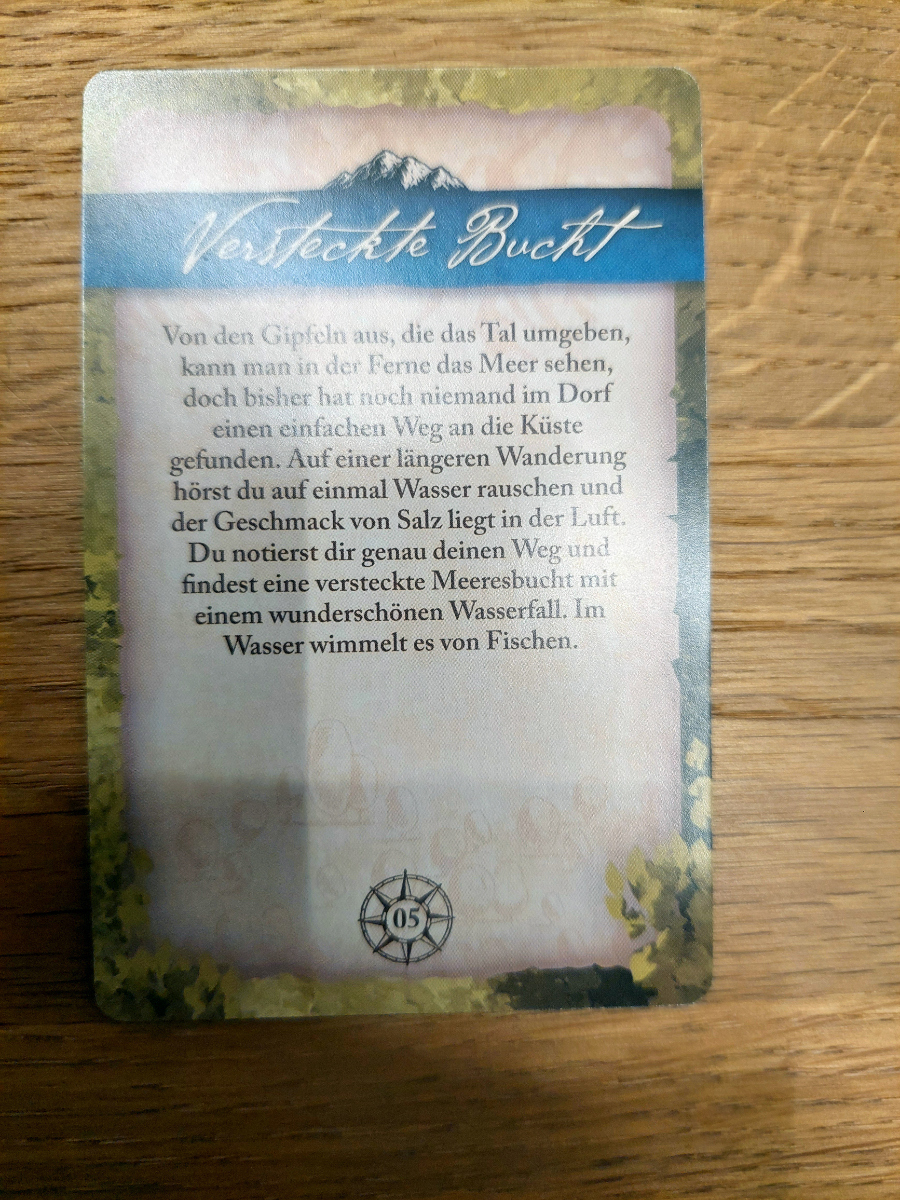 Versteckte Bucht
Von den Gipfeln aus, die das Tal umgeben,
kann man in der Ferne das Meer sehen,
doch bisher hat noch niemand im Dorf
einen einfachen Weg an die Küste
gefunden. Auf einer längeren Wanderung
hörst du auf einmal Wasser rauschen und
der Geschmack von Salz liegt in der Luft.
Du notierst dir genau deinen Weg und
findest eine versteckte Meeresbucht mit
einem wunderschönen Wasserfall. Im
Wasser wimmelt es von Fischen.
05